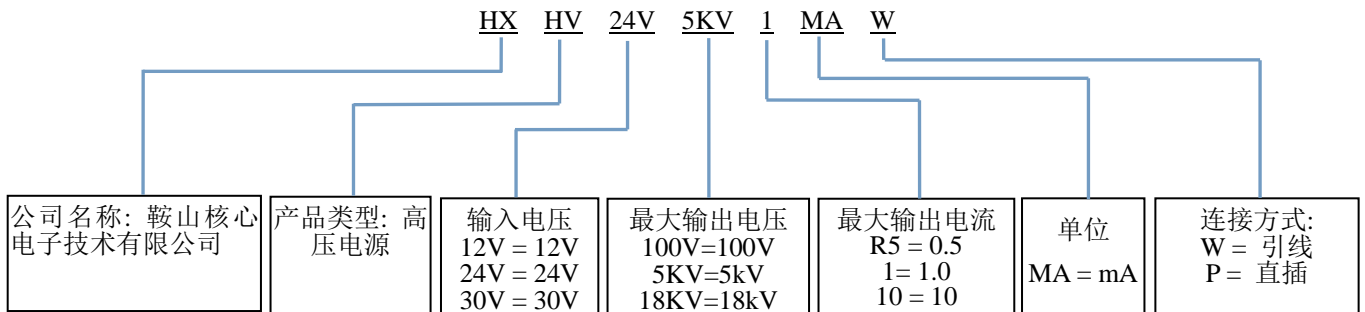 HX HV 24V 5KV 1 MA W
公司名称: 鞍山核心
电子技术有限公司
产品类型: 高
压电源
输入电压
12V = 12V
24V = 24V
30V = 30V
最大输出电压
100V=100V
5KV=5kV
18KV=18kV
最大输出电流
R5 = 0.5
1= 1.0
10 = 10
单位
MA = mA
连接方式:
W = 引线
P = 直插